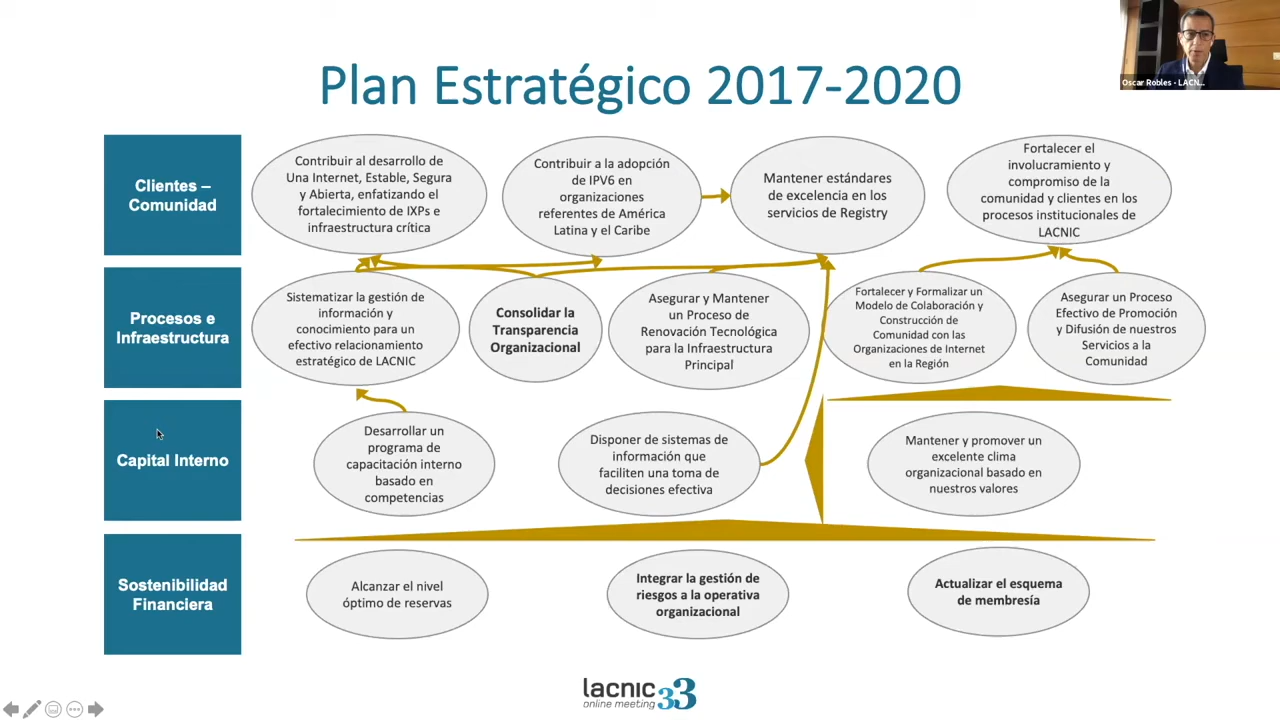 Oscar Robles - LACN...
Plan Estratégico 2017-2020
Clientes –
Comunidad
Contribuir al desarrollo de
Una Internet, Estable, Segura
y Abierta, enfatizando el
fortalecimiento de IXPs e
infraestructura crítica
Contribuir a la adopción
de IPV6 en
organizaciones
referentes de América
Latina y el Caribe
Mantener estándares
de excelencia en los
servicios de Registry
Fortalecer el
involucramiento y
compromiso de la
comunidad y clientes en los
procesos institucionales de
LACNIC
Procesos e
Infraestructura
Sistematizar la gestión de
información y
conocimiento para un
efectivo relacionamiento
estratégico de LACNIC
Consolidar la
Transparencia
Organizacional
Asegurar y Mantener
un Proceso de
Renovación Tecnológica
para la Infraestructura
Principal
Fortalecer y Formalizar un
Modelo de Colaboración y
Construcción de
Comunidad con las
Organizaciones de Internet
en la Región
Asegurar un Proceso
Efectivo de Promoción
y Difusión de nuestros
Servicios a la
Comunidad
Capital Interno
Desarrollar un
programa de
capacitación interno
basado en
competencias
Disponer de sistemas de
información que
faciliten una toma de
decisiones efectiva
Mantener y promover un
excelente clima
organizacional basado en
nuestros valores
Sostenibilidad
Financiera
Alcanzar el nivel
óptimo de reservas
Integrar la gestión de
riesgos a la operativa
organizacional
Actualizar el esquema
de membresía
lacnic 33
online meeting